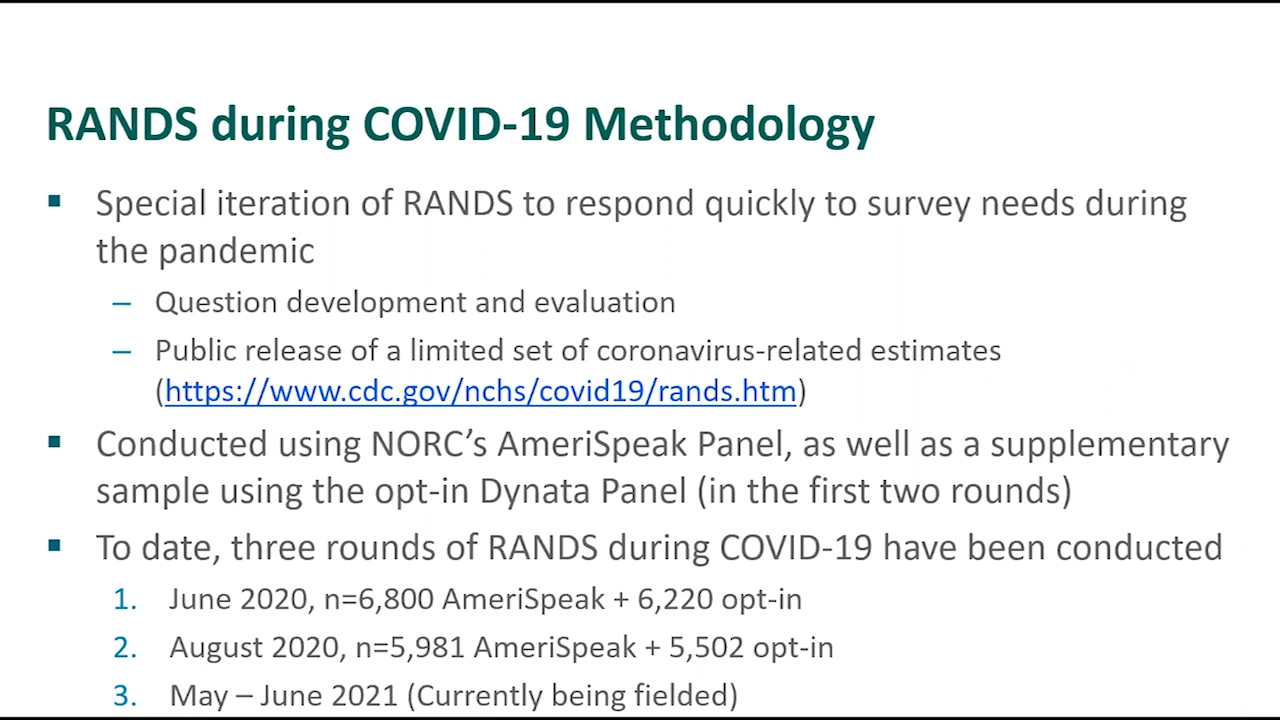 RANDS during COVID-19 Methodology
▪ Special iteration of RANDS to respond quickly to survey needs during
the pandemic
– Question development and evaluation
– Public release of a limited set of coronavirus-related estimates
(https://www.cdc.gov/nchs/covid19/rands.htm)
▪ Conducted using NORC’s AmeriSpeak Panel, as well as a supplementary
sample using the opt-in Dynata Panel (in the first two rounds)
▪ To date, three rounds of RANDS during COVID-19 have been conducted
1. June 2020, n=6,800 AmeriSpeak + 6,220 opt-in
2. August 2020, n=5,981 AmeriSpeak + 5,502 opt-in
3. May – June 2021 (Currently being fielded)